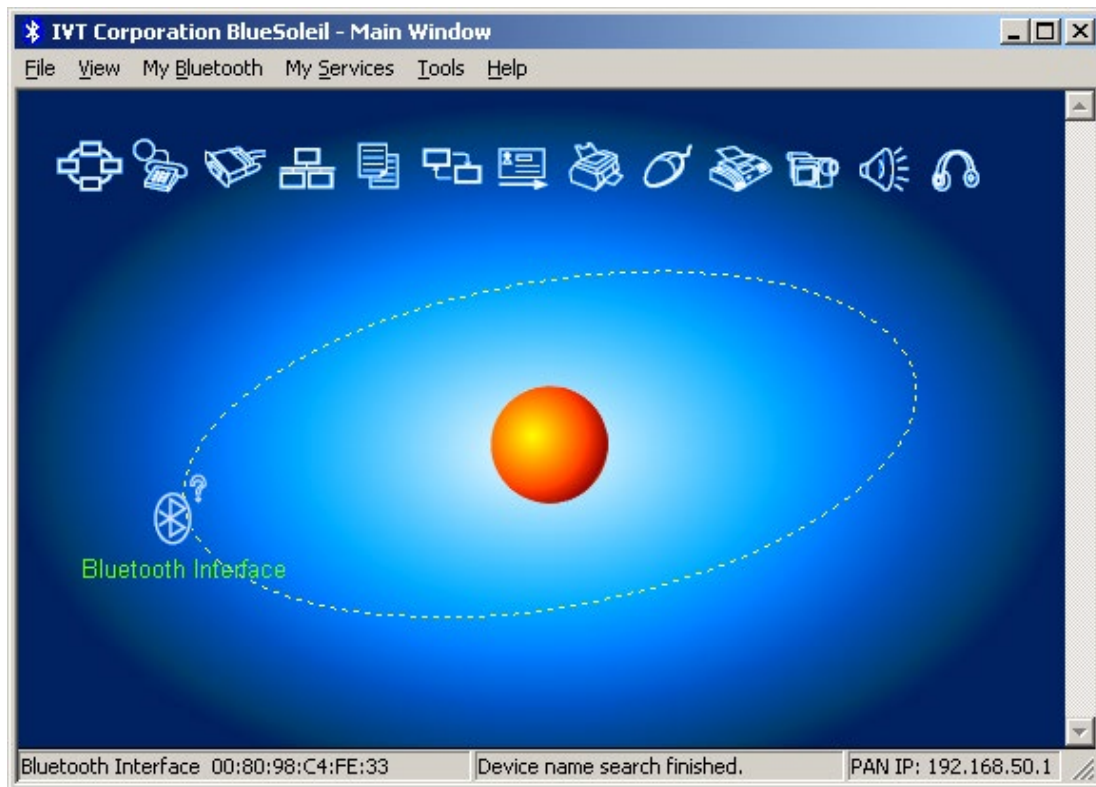 IVT Corporation BlueSoleil - Main Window
File View My Bluetooth My Services Tools Help
Bluetooth Interface
Bluetooth Interface 00:80:98:C4:FE:33 Device name search finished. PAN IP: 192.168.50.1